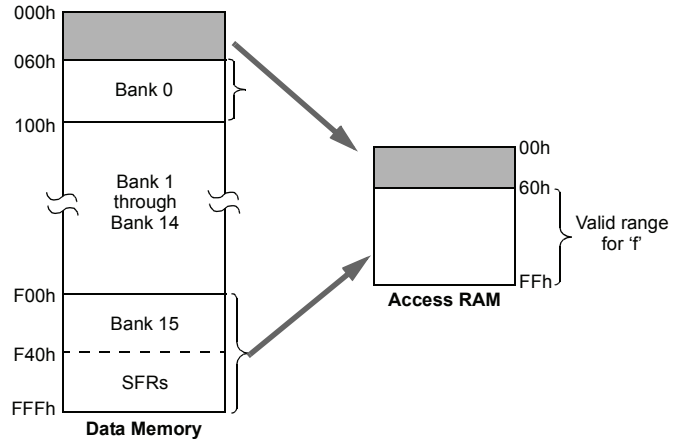 000h
060h
Bank 0
100h
Bank 1
through
Bank 14
F00h
Bank 15
F40h
SFRs
FFFh
Data Memory
00h
60h
Valid range
for ‘f’
FFh
Access RAM